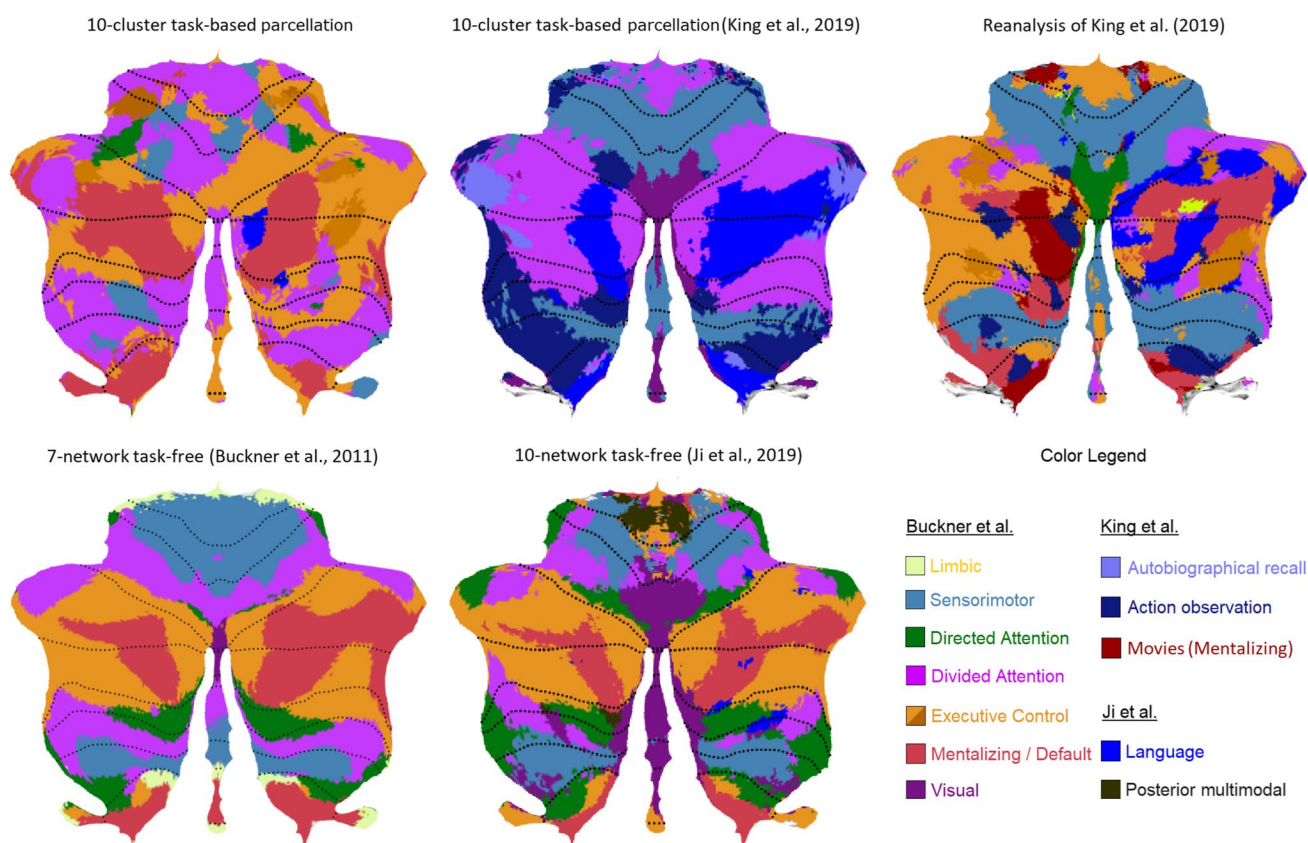 10-cluster task-based parcellation
10-cluster task-based parcellation(King et al., 2019)
Reanalysis of King et al. (2019)
7-network task-free (Buckner et al., 2011)
10-network task-free (Ji et al., 2019)
Color Legend
Buckner et al.
Limbic
Sensorimotor
Directed Attention
Divided Attention
Executive Control
Mentalizing / Default
Visual
King et al.
Autobiographical recall
Action observation
Movies (Mentalizing)
Ji et al.
Language
Posterior multimodal